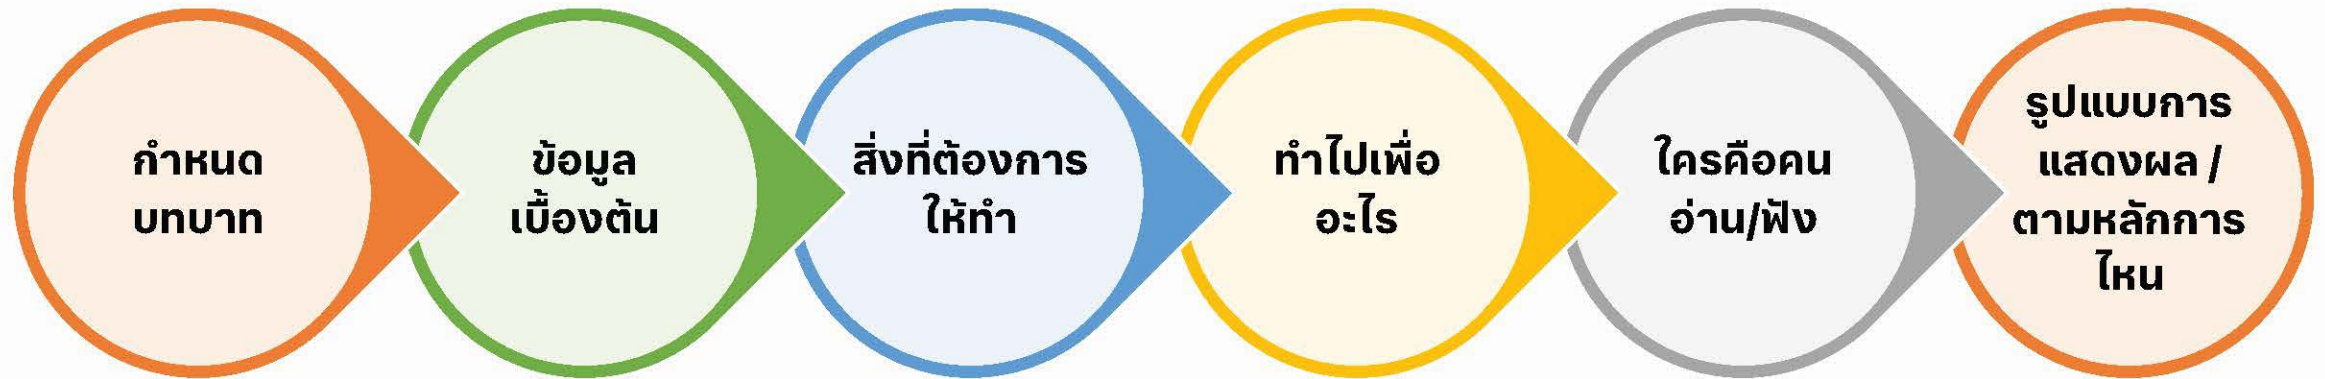 กำหนด
บทบาท
ข้อมูล
เบื้องต้น
สิ่งที่ต้องการ
ให้ทำ
ทำไปเพื่อ
อะไร
ใครคือคน
อ่าน/ฟัง
รูปแบบการ
แสดงผล /
ตามหลักการ
ไหน